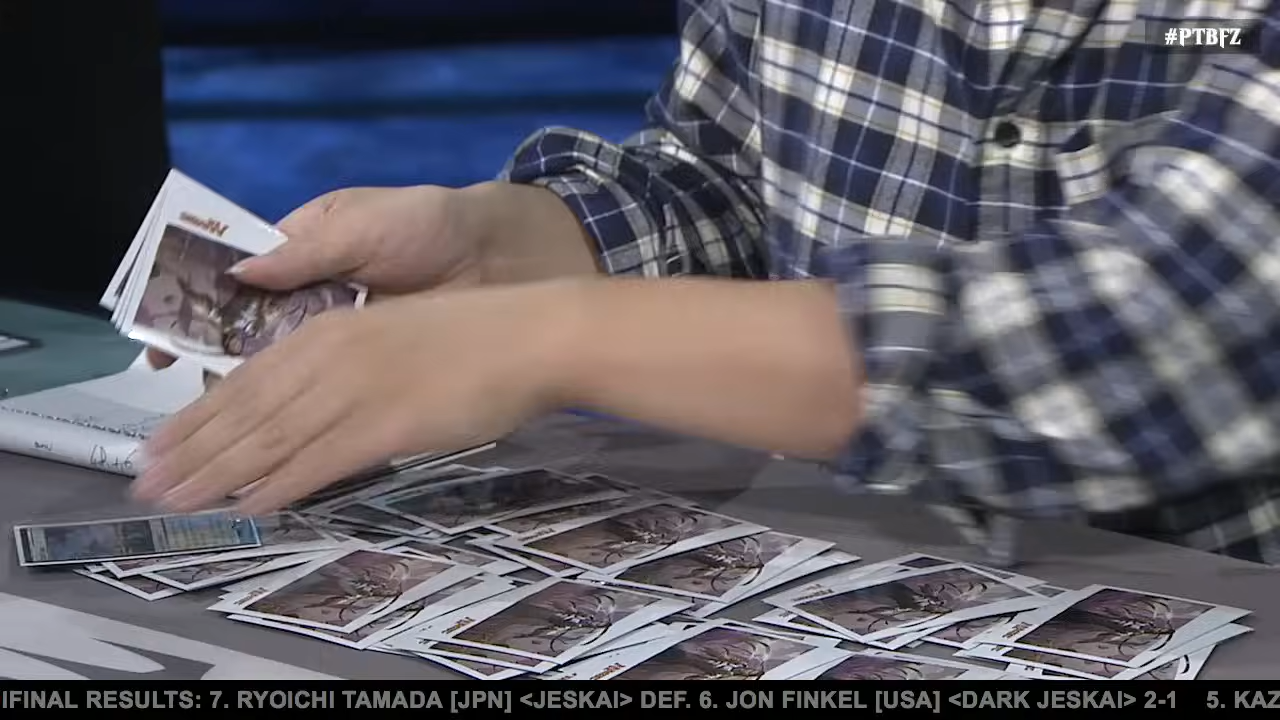 #PTBFZ
IFINAL RESULTS: 7. RYOICHI TAMADA [JPN] <JESKAI> DEF. 6. JON FINKEL [USA] <DARK JESKAI> 2-1 5. KAZ